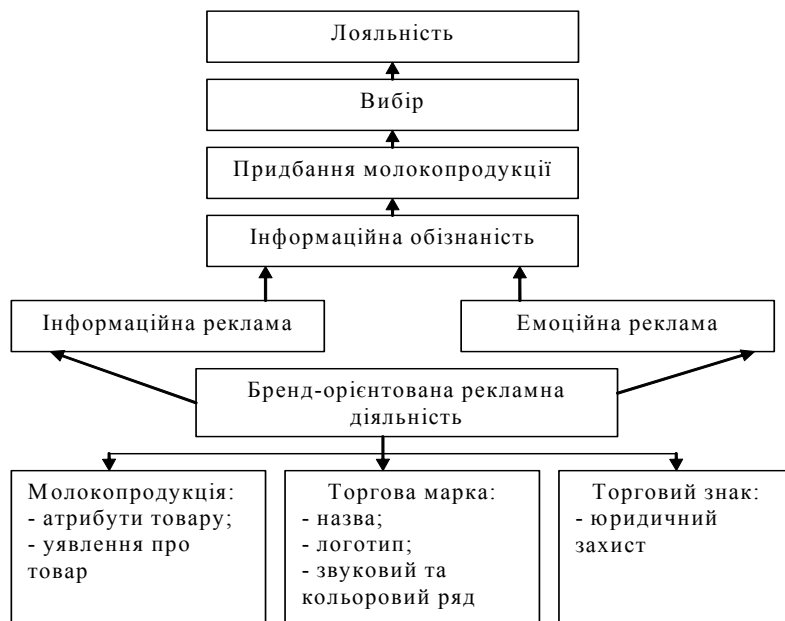 Лояльність
Вибір
Придбання молокопродукції
Інформаційна обізнаність
Інформаційна реклама
Емоційна реклама
Бренд-орієнтована рекламна
діяльність
Молокопродукція:
- атрибути товару;
- уявлення про
товар
Торгова марка:
- назва;
- логотип;
- звуковий та
кольоровий ряд
Торговий знак:
- юридичний
захист